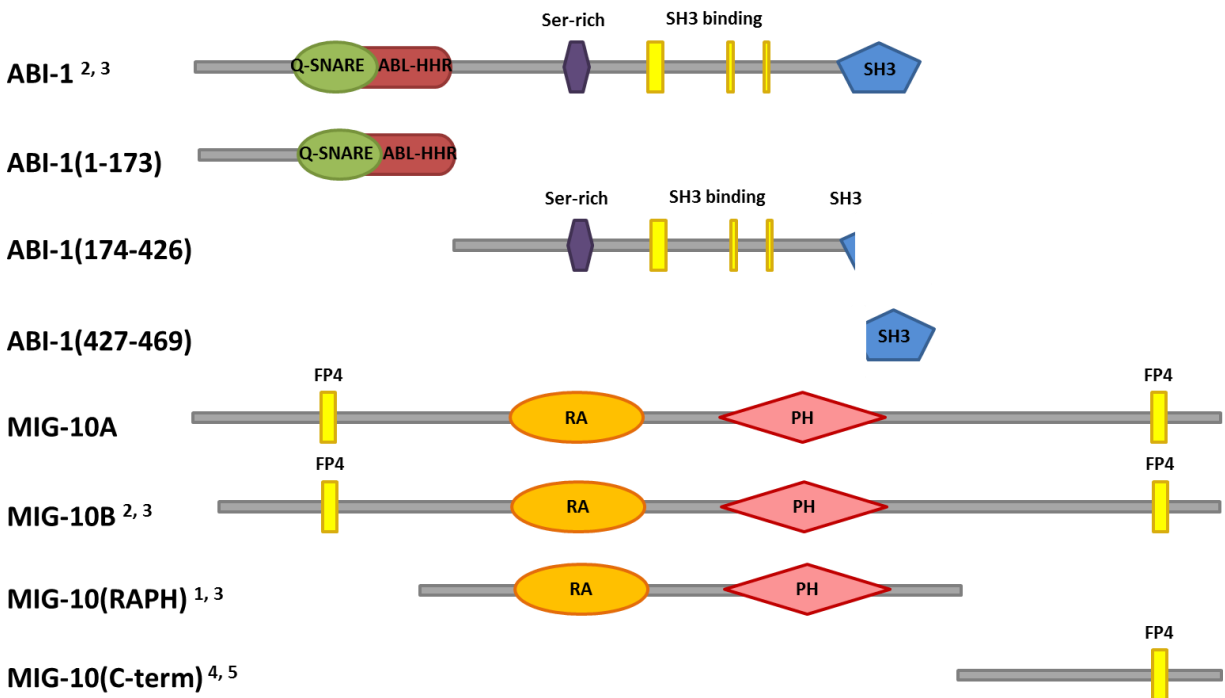 Ser-rich SH3 binding
ABI-1 2, 3 Q-SNARE ABL-HHR SH3
ABI-1(1-173) Q-SNARE ABL-HHR
Ser-rich SH3 binding SH3
ABI-1(174-426)
ABI-1(427-469) SH3
FP4 FP4
MIG-10A RA PH
FP4 FP4
MIG-10B 2, 3 RA PH
MIG-10(RAPH) 1, 3 RA PH
FP4
MIG-10(C-term) 4, 5